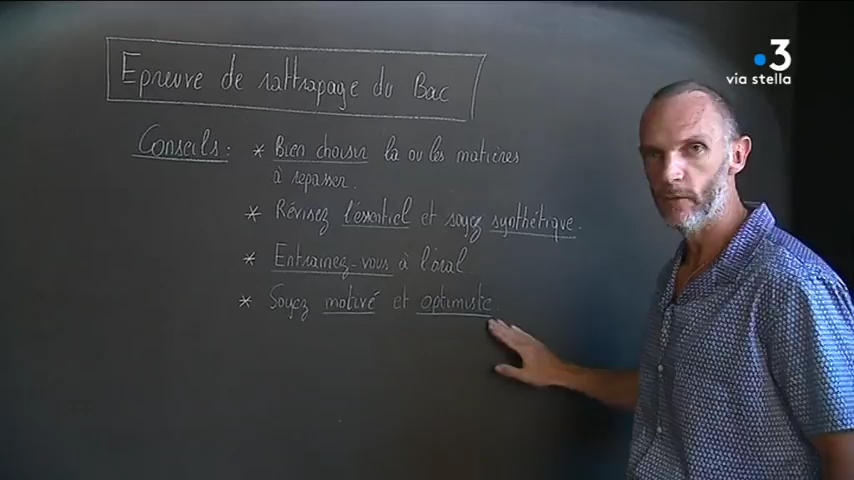 3
via stella
Epreuve de rattrapage du Bac
Conseils : * Bien choisir la ou les matières
à repasser.
* Révisez l'essentiel et soyez synthétique.
* Entrainez-vous à l'oral
* Soyez motivé et optimiste